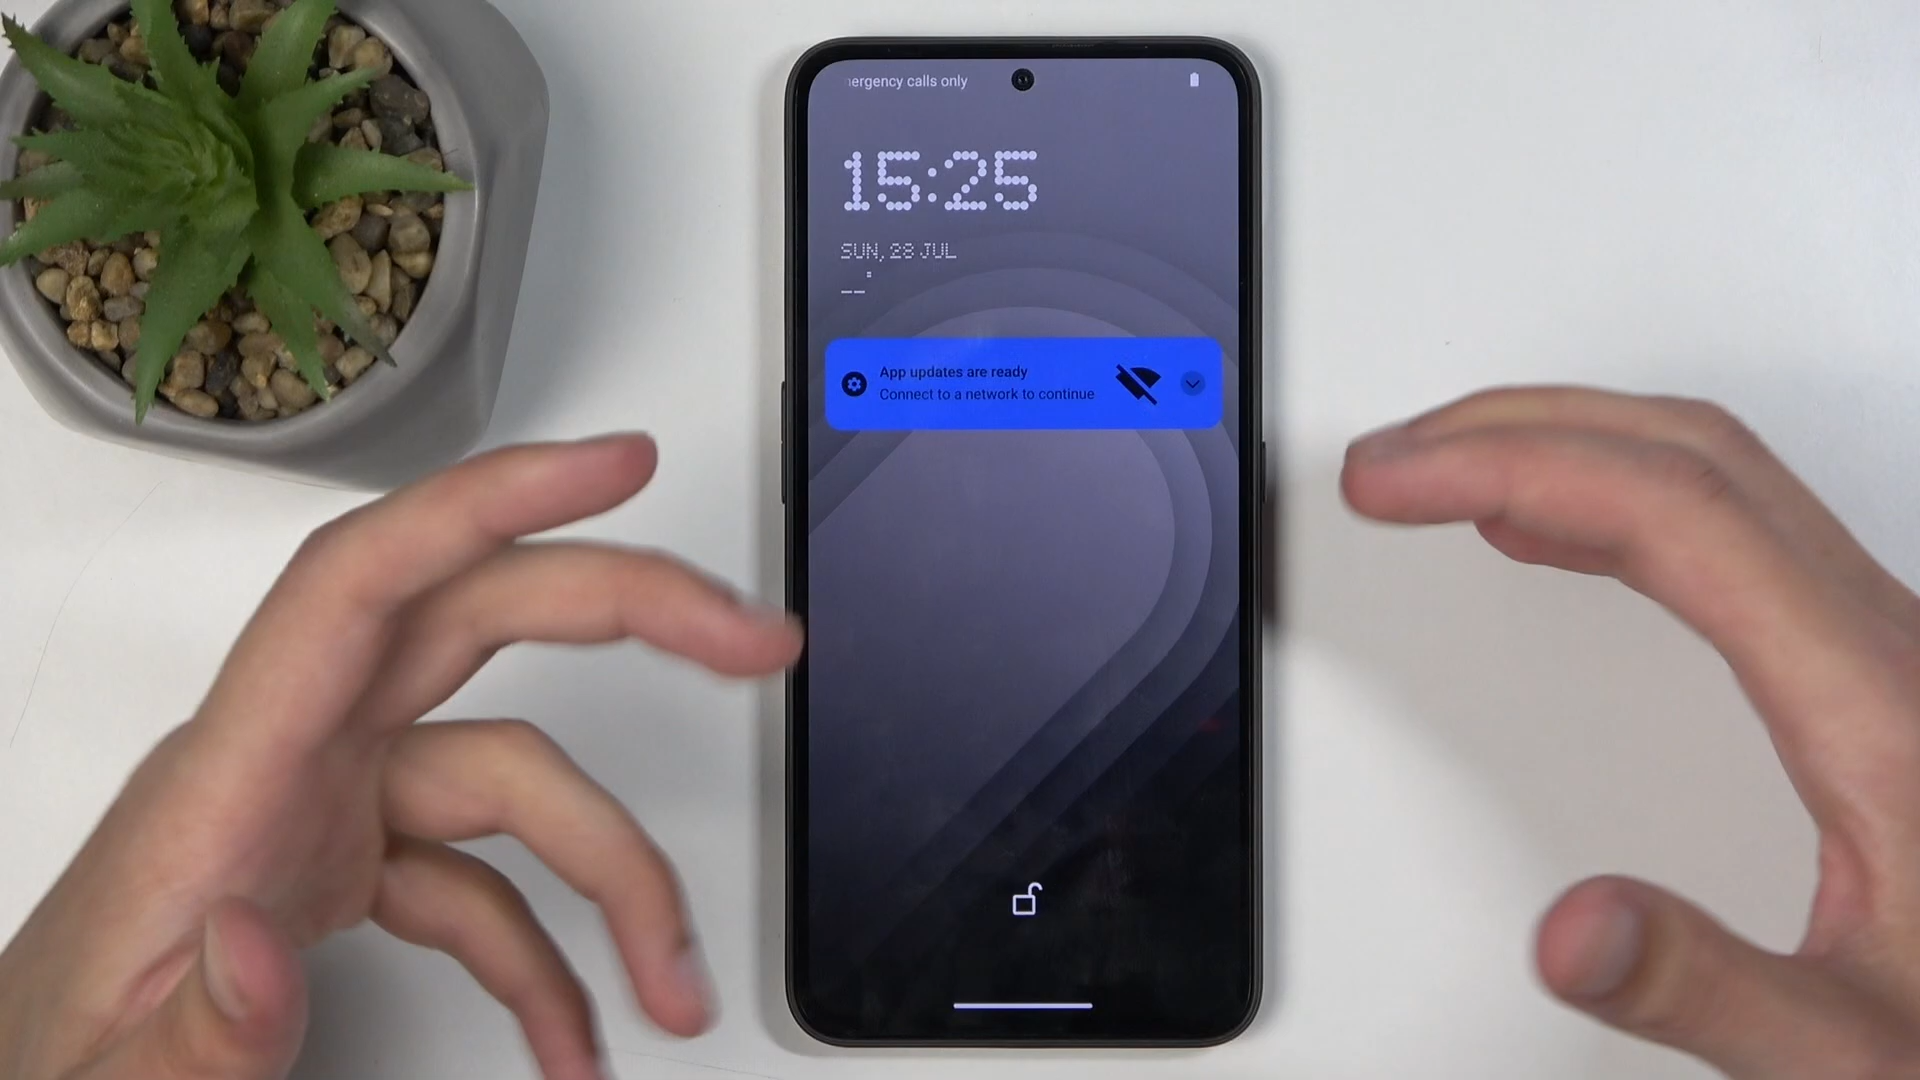 ergency calls only
15:25
SUN, 28 JUL
App updates are ready
Connect to a network to continue